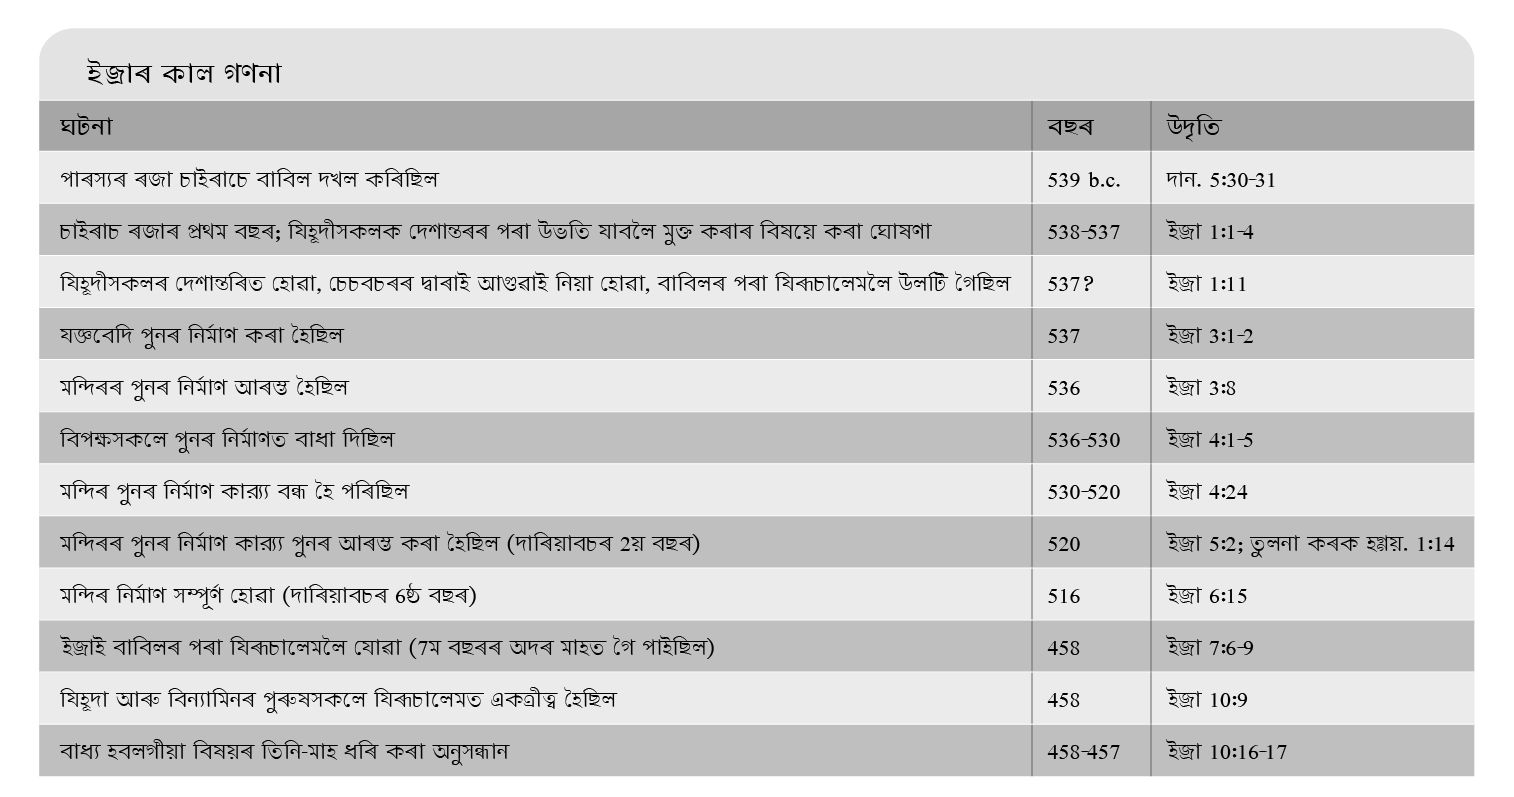 ইজ্ৰাৰ কাল গণনা
ঘটনা বছৰ উদৃতি
পাৰস্যৰ ৰজা চাইৰাচে বাবিল দখল কৰিছিল 539 b.c. দান. 5:30-31
চাইৰাচ ৰজাৰ প্ৰথম বছৰ; যিহূদীসকলক দেশান্তৰৰ পৰা উভতি যাবলৈ মুক্ত কৰাৰ বিষয়ে কৰা ঘোষণা 538-537 ইজ্ৰা 1:1-4
যিহূদীসকলৰ দেশান্তৰিত হোৱা, চেচবচৰৰ দ্বাৰাই আগুৱাই নিয়া হোৱা, বাবিলৰ পৰা যিৰূচালেমলৈ উলটি গৈছিল 537? ইজ্ৰা 1:11
যজ্ঞবেদি পুনৰ নিৰ্মাণ কৰা হৈছিল 537 ইজ্ৰা 3:1-2
মন্দিৰৰ পুনৰ নিৰ্মাণ আৰম্ভ হৈছিল 536 ইজ্ৰা 3:8
বিপক্ষসকলে পুনৰ নিৰ্মাণত বাধা দিছিল 536-530 ইজ্ৰা 4:1-5
মন্দিৰ পুনৰ নিৰ্মাণ কাৰ্য্য বন্ধ হৈ পৰিছিল 530-520 ইজ্ৰা 4:24
মন্দিৰৰ পুনৰ নিৰ্মাণ কাৰ্য্য পুনৰ আৰম্ভ কৰা হৈছিল (দাৰিয়াবচৰ 2য় বছৰ) 520 ইজ্ৰা 5:2; তুলনা কৰক হগ্গয়. 1:14
মন্দিৰ নিৰ্মাণ সম্পূৰ্ণ হোৱা (দাৰিয়াবচৰ 6ষ্ঠ বছৰ) 516 ইজ্ৰা 6:15
ইজ্ৰাই বাবিলৰ পৰা যিৰূচালেমলৈ যোৱা (7ম বছৰৰ অদৰ মাহত গৈ পাইছিল) 458 ইজ্ৰা 7:6-9
যিহূদা আৰু বিন্যামিনৰ পুৰুষসকলে যিৰূচালেমত একত্ৰীত্ব হৈছিল 458 ইজ্ৰা 10:9
বাধ্য হবলগীয়া বিষয়ৰ তিনি-মাহ ধৰি কৰা অনুসন্ধান 458-457 ইজ্ৰা 10:16-17